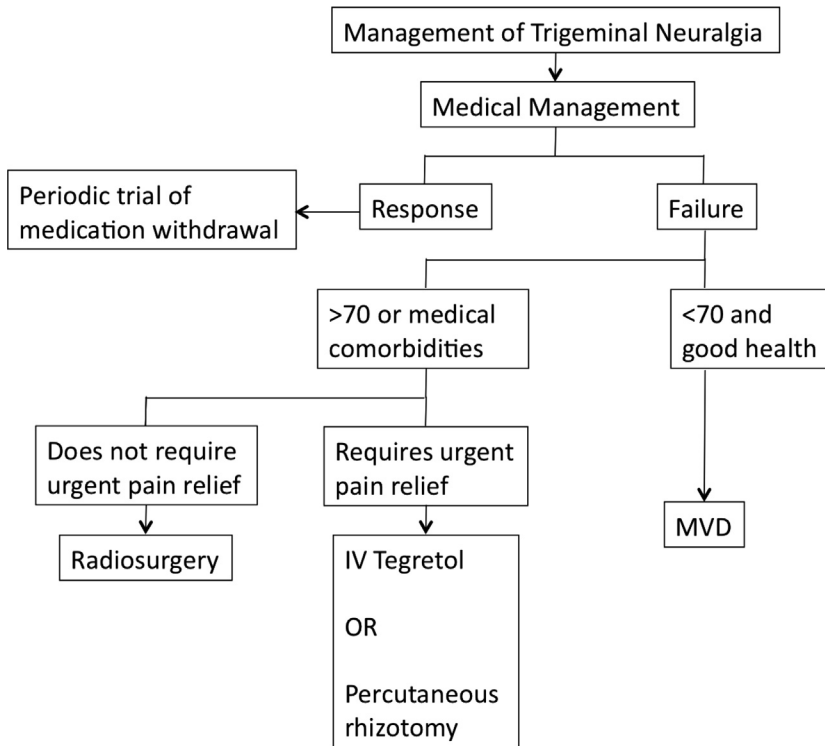 Management of Trigeminal Neuralgia
Medical Management
Periodic trial of
medication withdrawal
Response
Failure
>70 or medical
comorbidities
<70 and
good health
Does not require
urgent pain relief
Requires urgent
pain relief
MVD
Radiosurgery
IV Tegretol
OR
Percutaneous
rhizotomy